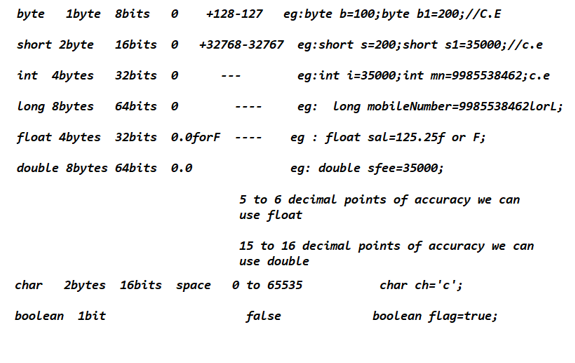 byte 1byte 8bits 0 +128-127 eg:byte b=100;byte b1=200;//C.E
short 2byte 16bits 0 +32768-32767 eg:short s=200;short s1=35000;//c.e
int 4bytes 32bits 0 --- eg:int i=35000;int mn=9985538462;c.e
long 8bytes 64bits 0 ---- eg: long mobileNumber=9985538462lorL;
float 4bytes 32bits 0.0forF ---- eg : float sal=125.25f or F;
double 8bytes 64bits 0.0 eg: double sfee=35000;
5 to 6 decimal points of accuracy we can
use float
15 to 16 decimal points of accuracy we can
use double
char 2bytes 16bits space 0 to 65535 char ch='c';
boolean 1bit false boolean flag=true;